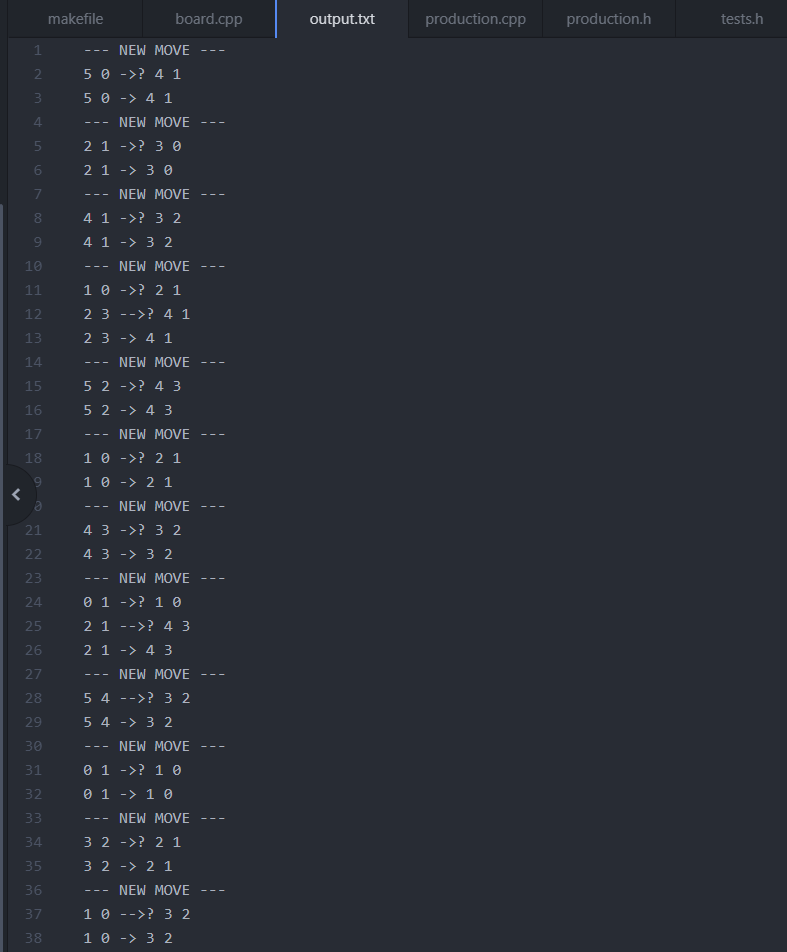 makefile board.cpp output.txt production.cpp production.h tests.h
1 --- NEW MOVE ---
2 5 0 ->? 4 1
3 5 0 -> 4 1
4 --- NEW MOVE ---
5 2 1 ->? 3 0
6 2 1 -> 3 0
7 --- NEW MOVE ---
8 4 1 ->? 3 2
9 4 1 -> 3 2
10 --- NEW MOVE ---
11 1 0 ->? 2 1
12 2 3 -->? 4 1
13 2 3 -> 4 1
14 --- NEW MOVE ---
15 5 2 ->? 4 3
16 5 2 -> 4 3
17 --- NEW MOVE ---
18 1 0 ->? 2 1
9 1 0 -> 2 1
0 --- NEW MOVE ---
21 4 3 ->? 3 2
22 4 3 -> 3 2
23 --- NEW MOVE ---
24 0 1 ->? 1 0
25 2 1 -->? 4 3
26 2 1 -> 4 3
27 --- NEW MOVE ---
28 5 4 -->? 3 2
29 5 4 -> 3 2
30 --- NEW MOVE ---
31 0 1 ->? 1 0
32 0 1 -> 1 0
33 --- NEW MOVE ---
34 3 2 ->? 2 1
35 3 2 -> 2 1
36 --- NEW MOVE ---
37 1 0 -->? 3 2
38 1 0 -> 3 2